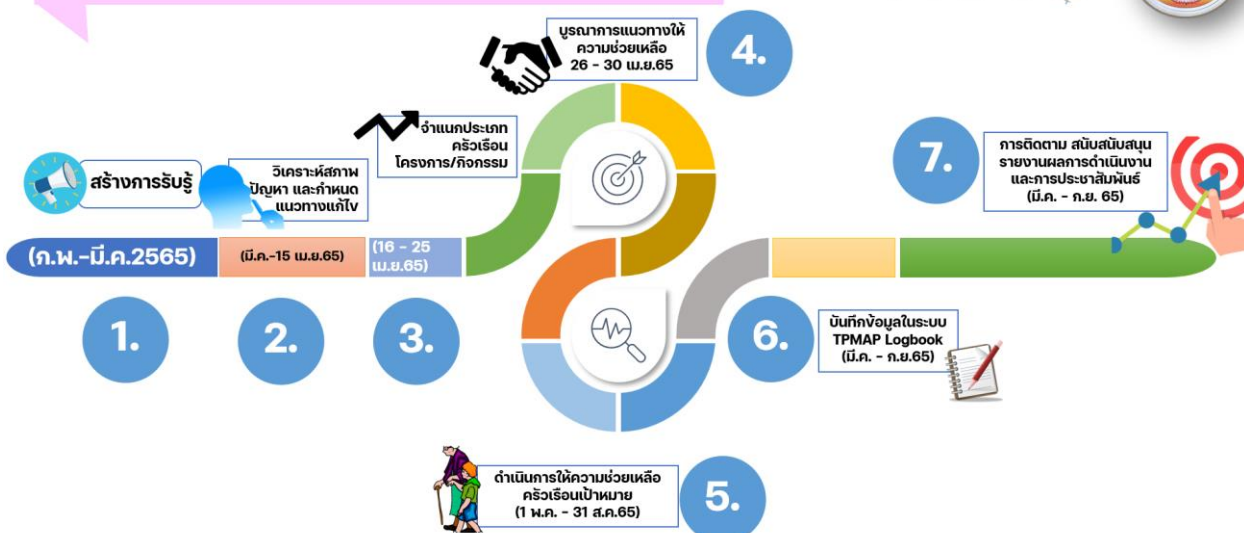 สร้างการรับรู้
(ก.พ.-มี.ค.2565)
1.
วิเคราะห์สภาพ
ปัญหา และกำหนด
แนวทางแก้ไข
(มี.ค.-15 เม.ย.65)
2.
จำแนกประเภท
ครัวเรือน
โครงการ/กิจกรรม
(16 - 25
เม.ย.65)
3.
บูรณาการแนวทางให้
ความช่วยเหลือ
26 - 30 เม.ย.65
4.
ดำเนินการให้ความช่วยเหลือ
ครัวเรือนเป้าหมาย
(1 พ.ค. - 31 ส.ค.65)
5.
6.
บันทึกข้อมูลในระบบ
TPMAP Logbook
(มี.ค. - ก.ย.65)
7.
การติดตาม สนับสนับสนุน
รายงานผลการดำเนินงาน
และการประชาสัมพันธ์
(มี.ค. - ก.ย. 65)